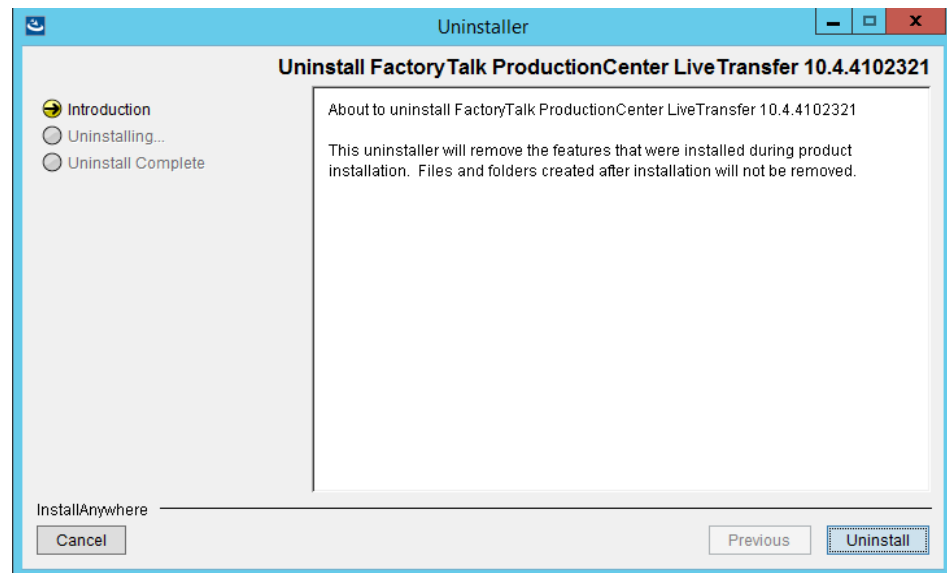 Uninstaller
Uninstall FactoryTalk ProductionCenter LiveTransfer 10.4.4102321
Introduction
Uninstalling...
Uninstall Complete
About to uninstall FactoryTalk ProductionCenter LiveTransfer 10.4.4102321
This uninstaller will remove the features that were installed during product
installation. Files and folders created after installation will not be removed.
InstallAnywhere
Cancel
Previous
Uninstall